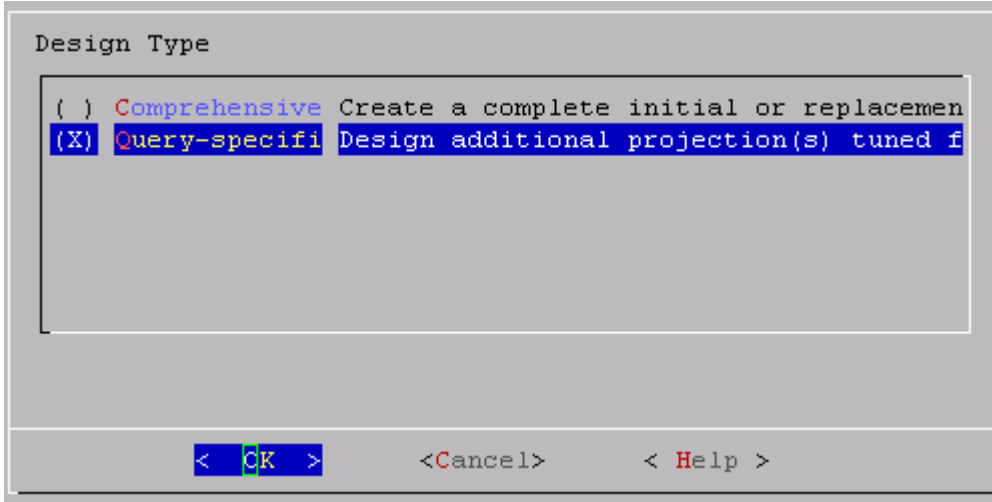 Design Type
( ) Comprehensive Create a complete initial or replacemen
(X) Query-specifi Design additional projection(s) tuned f
< OK > <Cancel> < Help >